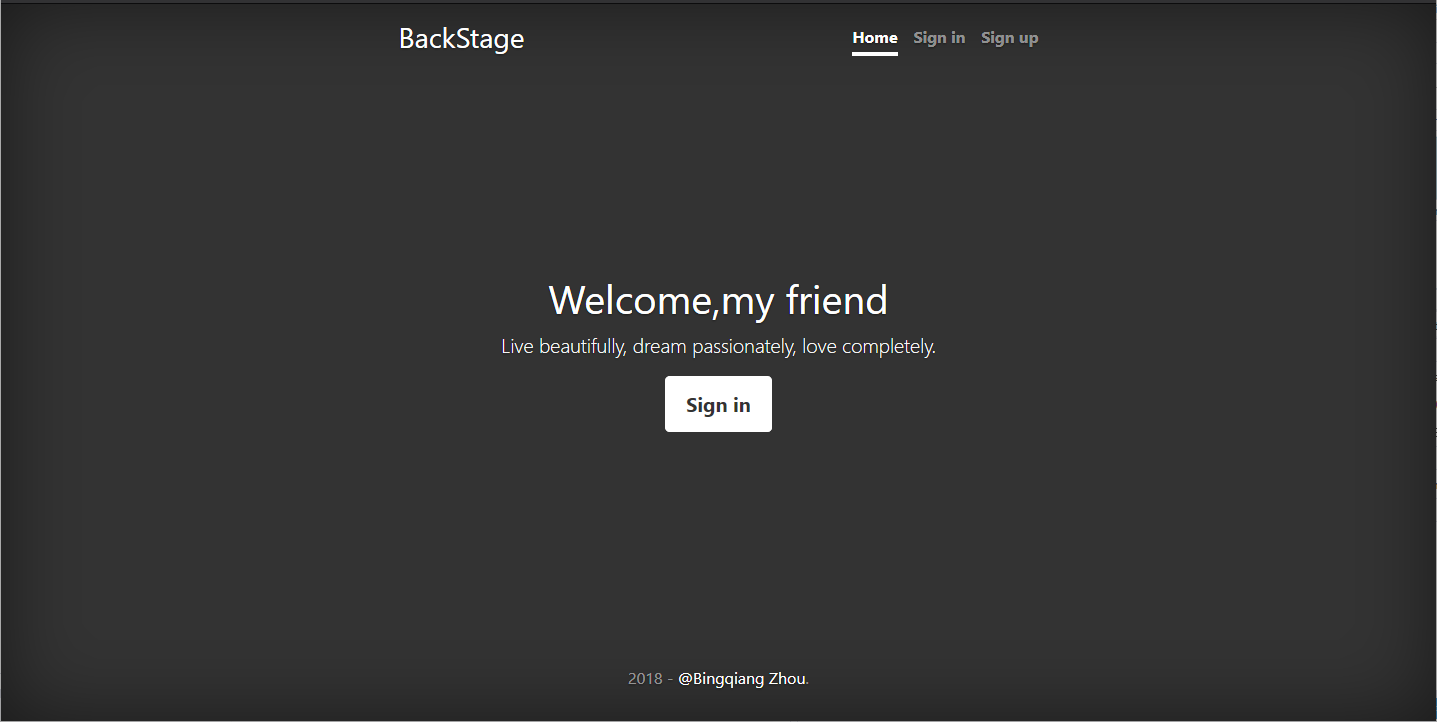 BackStage
Home Sign in Sign up
Welcome,my friend
Live beautifully, dream passionately, love completely.
Sign in
2018 - @Bingqiang Zhou.